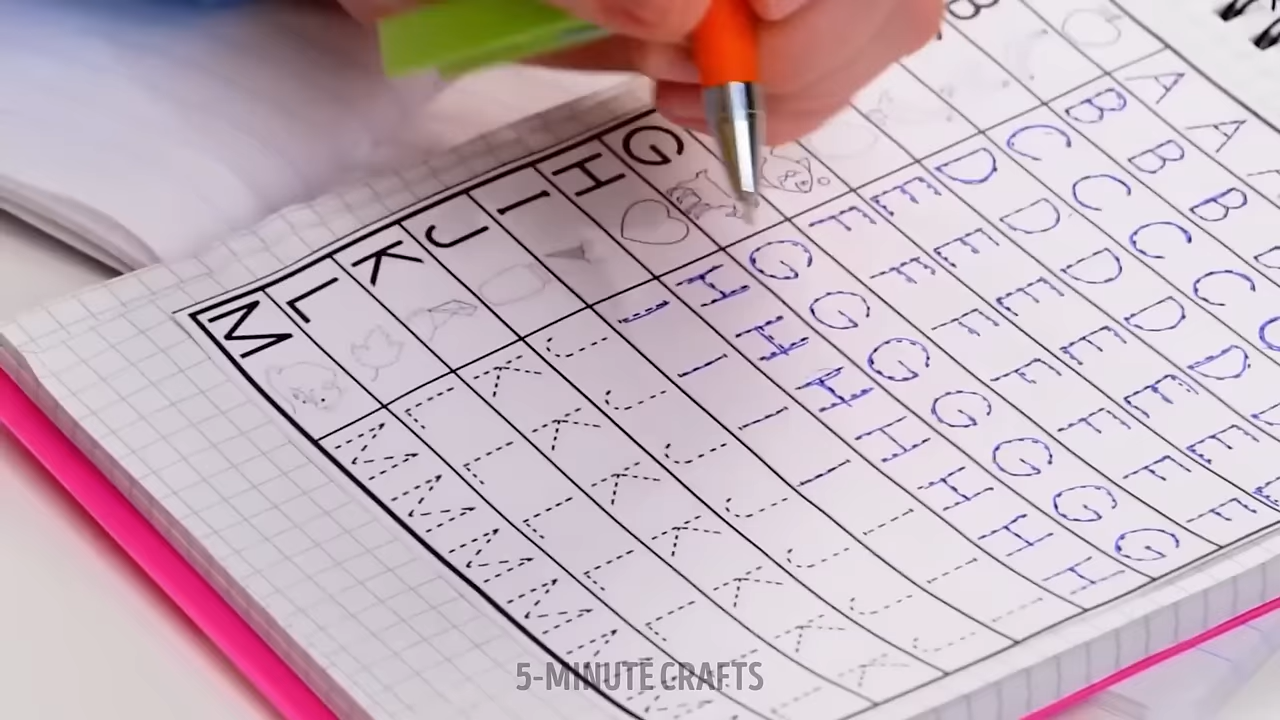 A A
B B B B
C C C C
D D D D D
E E E E E E
F F F F F F F
G G G G G G G G
H H H H H H H H
I I I I I I I I
J J J J J J J J
K K K K K K K K
L L L L L L
M M M M M M
5-MINUTE CRAFTS